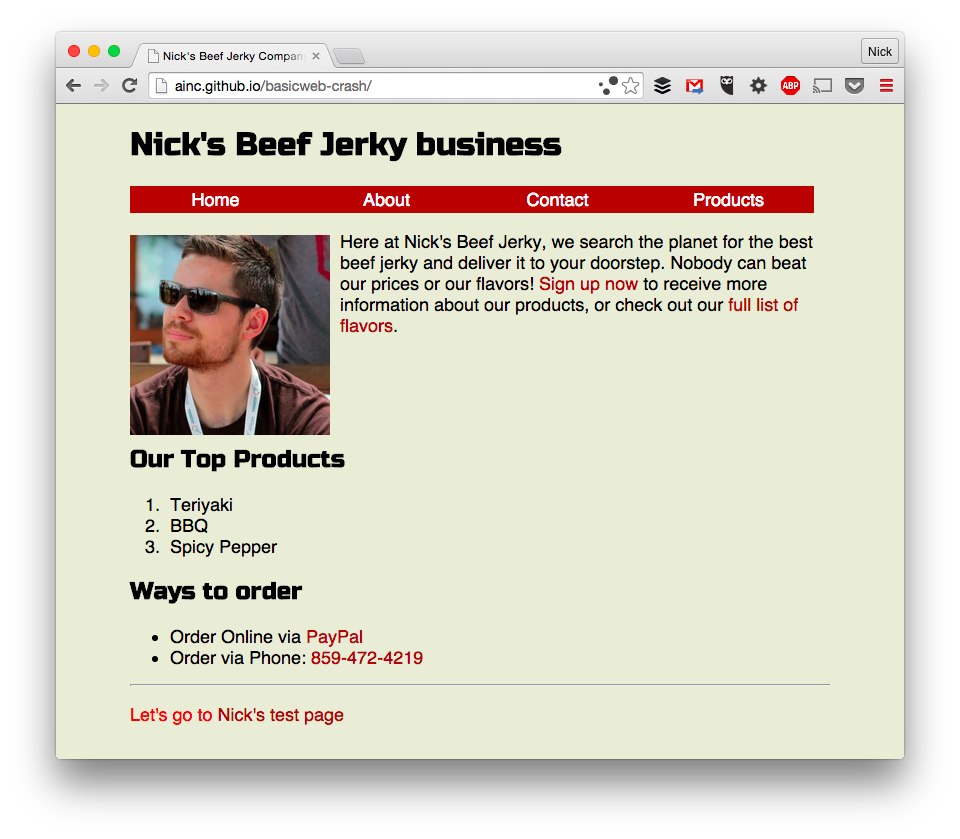 Nick's Beef Jerky Compan
Nick
ainc.github.io/basicweb-crash/
ABP
Nick's Beef Jerky business
Home About Contact Products
Here at Nick's Beef Jerky, we search the planet for the best
beef jerky and deliver it to your doorstep. Nobody can beat
our prices or our flavors! Sign up now to receive more
information about our products, or check out our full list of
flavors.
Our Top Products
1. Teriyaki
2. BBQ
3. Spicy Pepper
Ways to order
• Order Online via PayPal
• Order via Phone: 859-472-4219
Let's go to Nick's test page